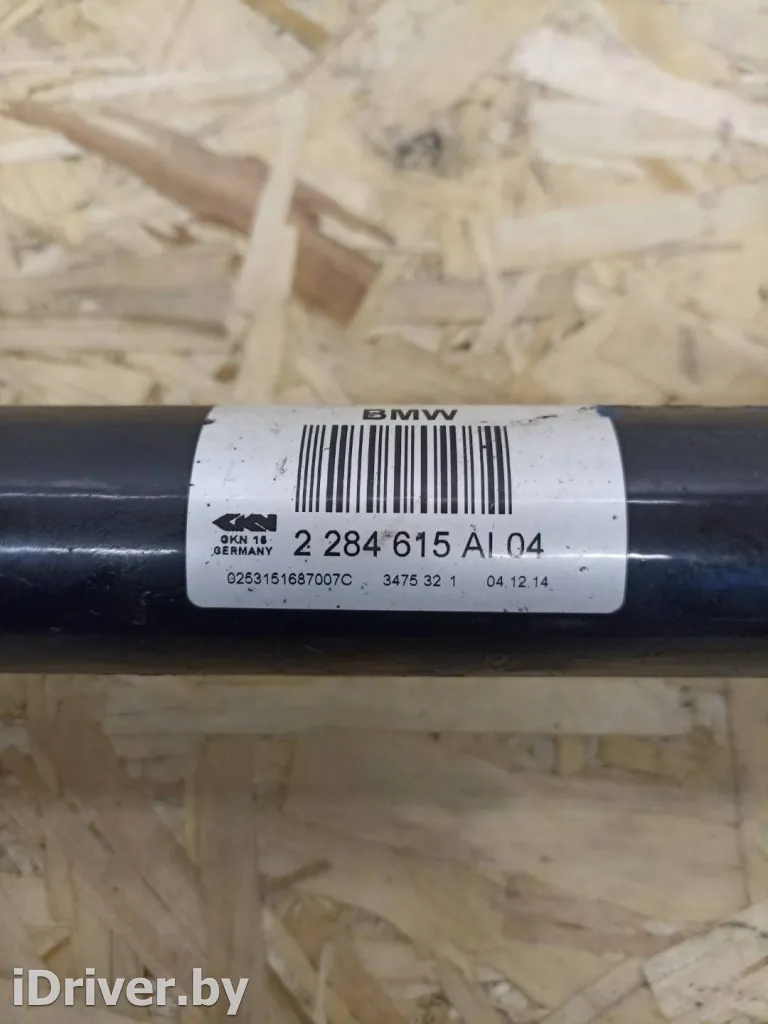 BMW
GKN
GKN 16
GERMANY
2 284 615 AI 04
0253151687007C 3475 32 1 04.12.14
iDriver.by